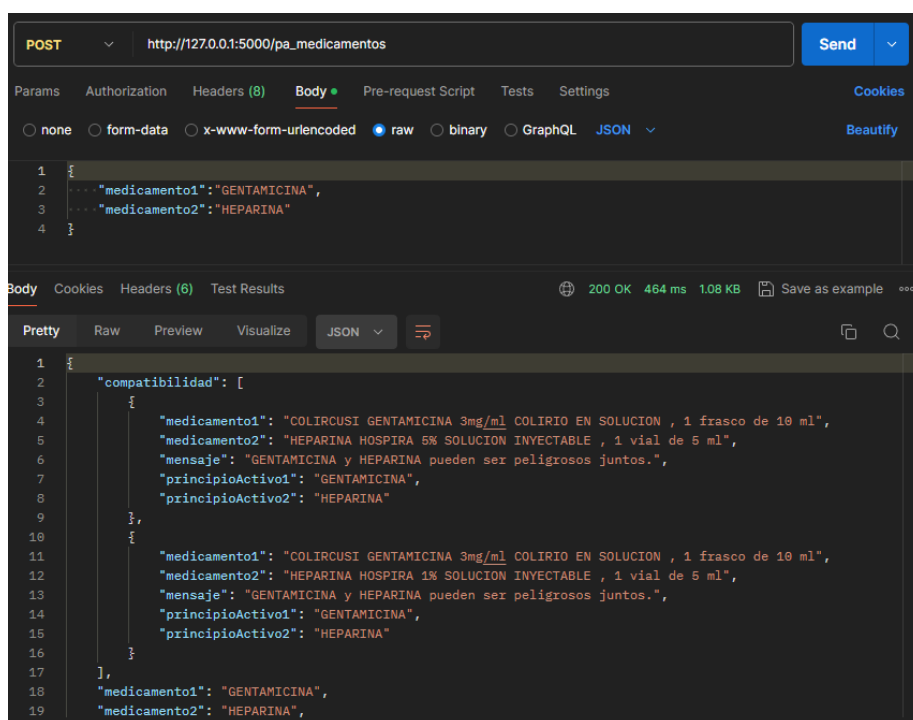 POST http://127.0.0.1:5000/pa_medicamentos Send
Params Authorization Headers (8) Body Pre-request Script Tests Settings Cookies
none form-data x-www-form-urlencoded raw binary GraphQL JSON Beautify
1 {
2 "medicamento1":"GENTAMICINA",
3 "medicamento2":"HEPARINA"
4 }
Body Cookies Headers (6) Test Results 200 OK 464 ms 1.08 KB Save as example
Pretty Raw Preview Visualize JSON
1 {
2 "compatibilidad": [
3 {
4 "medicamento1": "COLIRCUSI GENTAMICINA 3mg/ml COLIRIO EN SOLUCION , 1 frasco de 10 ml",
5 "medicamento2": "HEPARINA HOSPIRA 5% SOLUCION INYECTABLE , 1 vial de 5 ml",
6 "mensaje": "GENTAMICINA y HEPARINA pueden ser peligrosos juntos.",
7 "principioActivo1": "GENTAMICINA",
8 "principioActivo2": "HEPARINA"
9 },
10 {
11 "medicamento1": "COLIRCUSI GENTAMICINA 3mg/ml COLIRIO EN SOLUCION , 1 frasco de 10 ml",
12 "medicamento2": "HEPARINA HOSPIRA 1% SOLUCION INYECTABLE , 1 vial de 5 ml",
13 "mensaje": "GENTAMICINA y HEPARINA pueden ser peligrosos juntos.",
14 "principioActivo1": "GENTAMICINA",
15 "principioActivo2": "HEPARINA"
16 }
17 ],
18 "medicamento1": "GENTAMICINA",
19 "medicamento2": "HEPARINA",